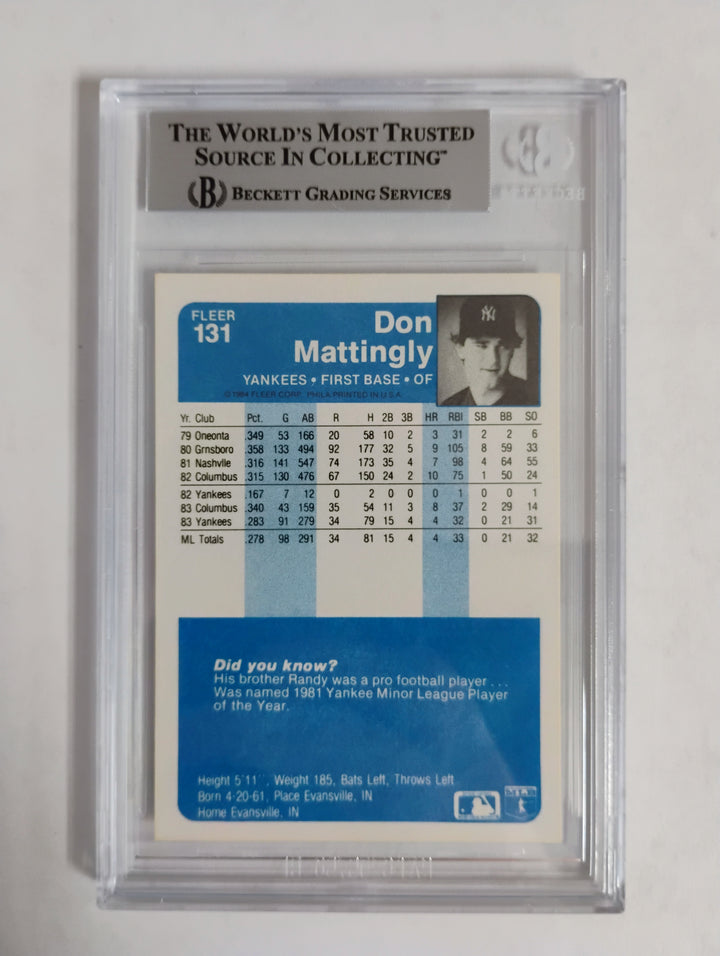 THE WORLD'S MOST TRUSTED
SOURCE IN COLLECTING™
B BECKETT GRADING SERVICES
FLEER
131
Don
Mattingly
YANKEES • FIRST BASE • OF
© 1984 FLEER CORP. PHILA PRINTED IN U.S.A.
NY
Yr. Club Pct. G AB R H 2B 3B HR RBI SB BB SO
79 Oneonta .349 53 166 20 58 10 2 3 31 2 2 6
80 Grnsboro .358 133 494 92 177 32 5 9 105 8 59 33
81 Nashvlle .316 141 547 74 173 35 4 7 98 4 64 55
82 Columbus .315 130 476 67 150 24 2 10 75 1 50 24
82 Yankees .167 7 12 0 2 0 0 0 1 0 0 1
83 Columbus .340 43 159 35 54 11 3 8 37 2 29 14
83 Yankees .283 91 279 34 79 15 4 4 32 0 21 31
ML Totals .278 98 291 34 81 15 4 4 33 0 21 32
Did you know?
His brother Randy was a pro football player . . .
Was named 1981 Yankee Minor League Player
of the Year.
Height 5'11", Weight 185, Bats Left, Throws Left
Born 4-20-61, Place Evansville, IN
Home Evansville, IN